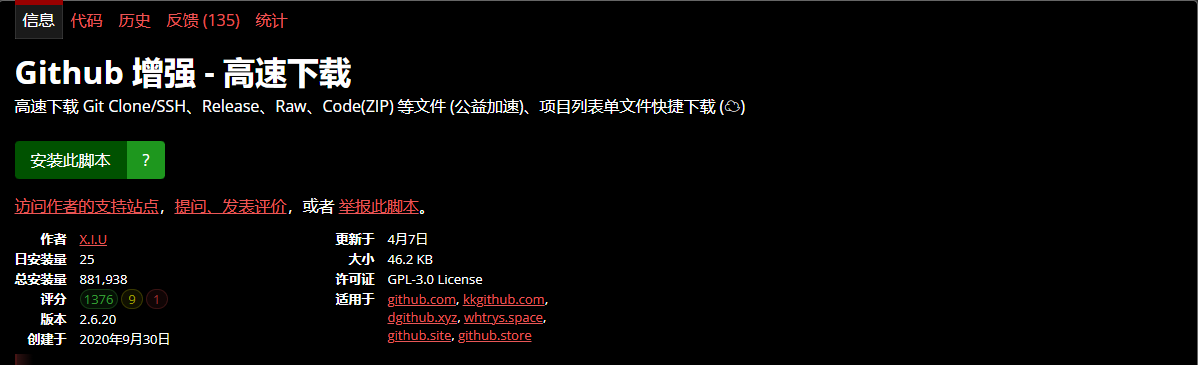 信息 代码 历史 反馈 (135) 统计
Github 增强 - 高速下载
高速下载 Git Clone/SSH、Release、Raw、Code(ZIP) 等文件 (公益加速)、项目列表单文件快捷下载 (☁)
安装此脚本 ?
访问作者的支持站点，提问、发表评价，或者 举报此脚本。
作者 X.I.U
日安装量 25
总安装量 881,938
评分 1376 9 1
版本 2.6.20
创建于 2020年9月30日
更新于 4月7日
大小 46.2 KB
许可证 GPL-3.0 License
适用于 github.com, kkgithub.com,
dgithub.xyz, whtrys.space,
github.site, github.store